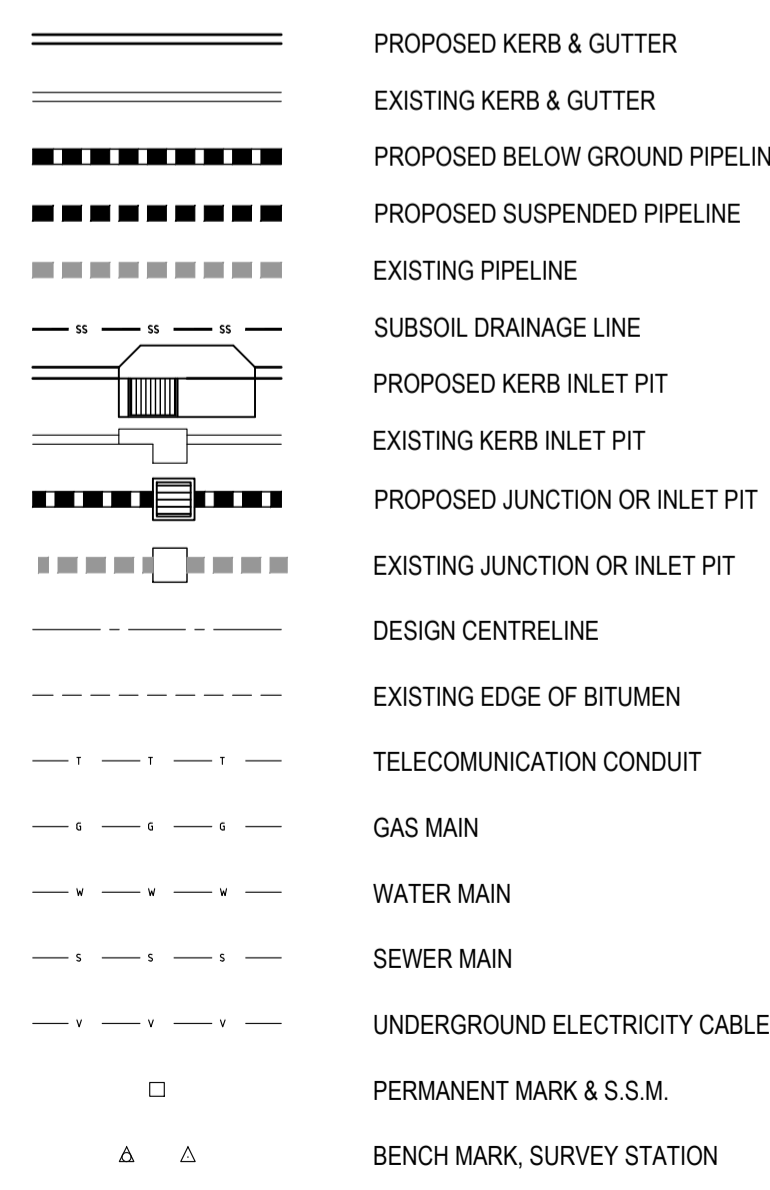 PROPOSED KERB & GUTTER
EXISTING KERB & GUTTER
PROPOSED BELOW GROUND PIPELIN
PROPOSED SUSPENDED PIPELINE
EXISTING PIPELINE
SS SS SS SUBSOIL DRAINAGE LINE
PROPOSED KERB INLET PIT
EXISTING KERB INLET PIT
PROPOSED JUNCTION OR INLET PIT
EXISTING JUNCTION OR INLET PIT
DESIGN CENTRELINE
EXISTING EDGE OF BITUMEN
T T T TELECOMUNICATION CONDUIT
G G G GAS MAIN
W W W WATER MAIN
S S S SEWER MAIN
V V V UNDERGROUND ELECTRICITY CABLE
PERMANENT MARK & S.S.M.
BENCH MARK, SURVEY STATION